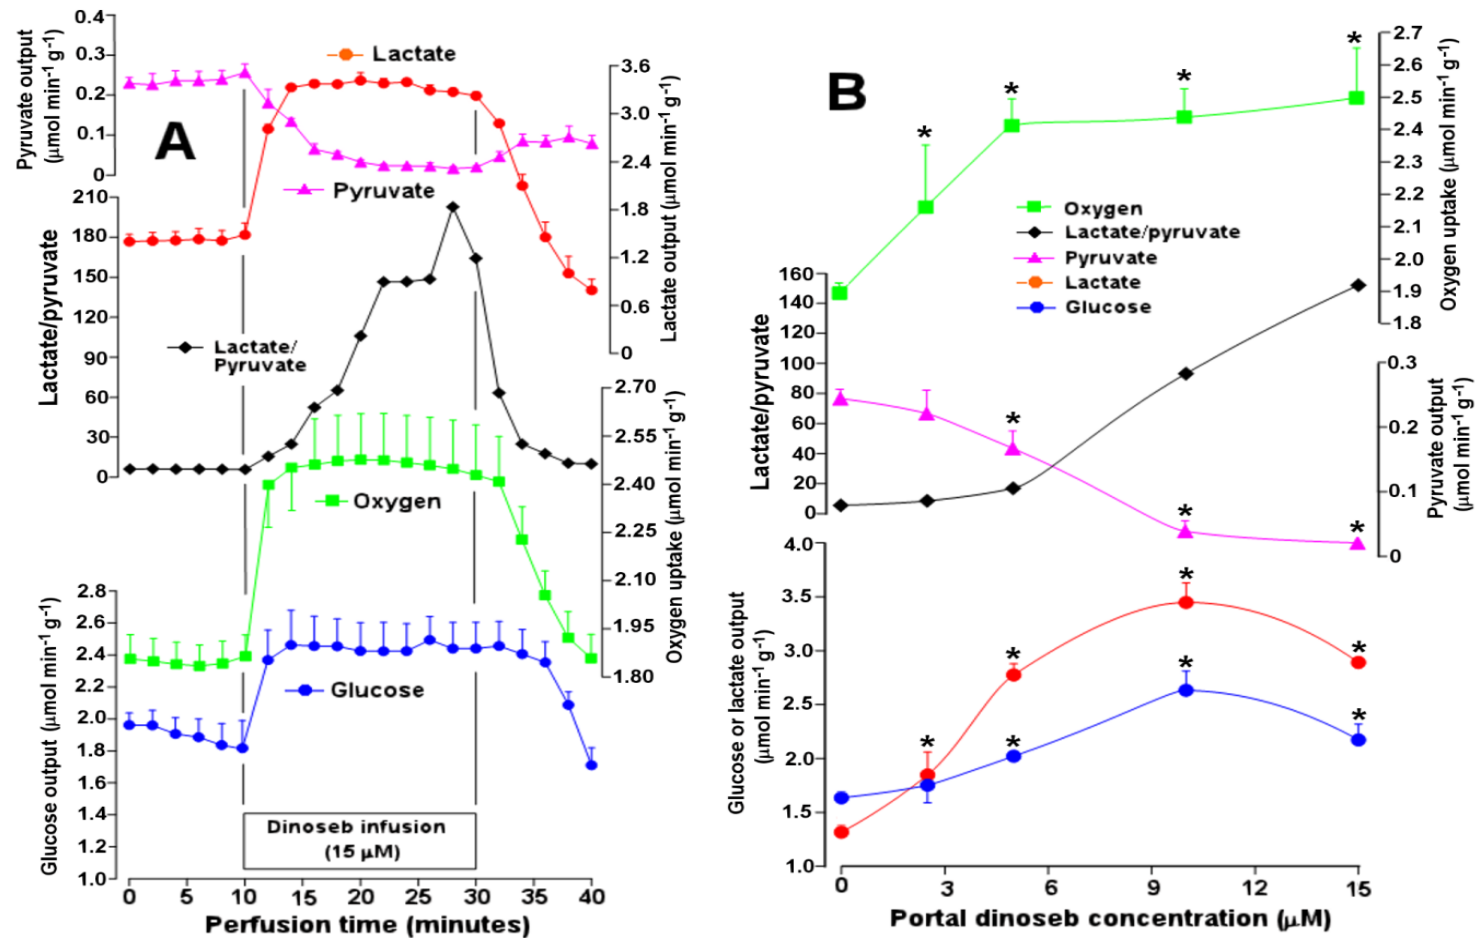 A
Pyruvate output
(μmol min-1 g-1)
0.4
0.3
0.2
0.1
0
Lactate
Pyruvate
3.6
3.0
2.4
1.8
1.2
0.6
0
Lactate output (μmol min-1 g-1)
Lactate/pyruvate
210
180
150
120
90
60
30
0
Lactate/
Pyruvate
2.70
2.55
2.40
2.25
2.10
1.95
1.80
Oxygen uptake (μmol min-1 g-1)
Oxygen
Glucose output (μmol min-1 g-1)
2.8
2.6
2.4
2.2
2.0
1.8
1.6
1.4
1.2
1.0
Glucose
Dinoseb infusion
(15 μM)
0 5 10 15 20 25 30 35 40
Perfusion time (minutes)
B
2.7
2.6
2.5
2.4
2.3
2.2
2.1
2.0
1.9
1.8
Oxygen uptake (μmol min-1 g-1)
* * * *
Oxygen
Lactate/pyruvate
Pyruvate
Lactate
Glucose
Lactate/pyruvate
160
140
120
100
80
60
40
20
0
0.3
0.2
0.1
0
Pyruvate output
(μmol min-1 g-1)
* * *
Glucose or lactate output
(μmol min-1 g-1)
4.0
3.5
3.0
2.5
2.0
1.5
1.0
* * * *
* * *
0 3 6 9 12 15
Portal dinoseb concentration (μM)